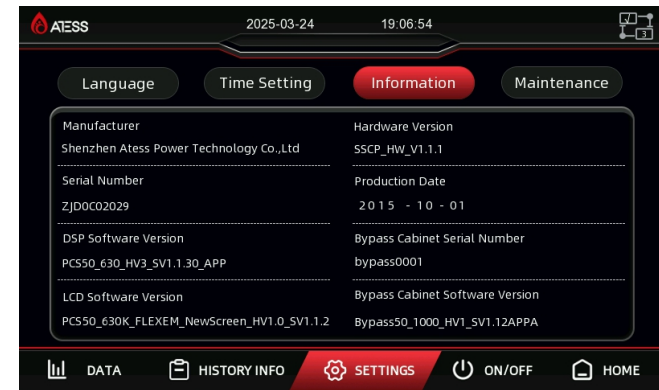 ATESS
2025-03-24 19:06:54
3
Language Time Setting Information Maintenance
Manufacturer
Shenzhen Atess Power Technology Co.,Ltd
Hardware Version
SSCP_HW_V1.1.1
Serial Number
ZJD0C02029
Production Date
2015 - 10 - 01
DSP Software Version
PCS50_630_HV3_SV1.1.30_APP
Bypass Cabinet Serial Number
bypass0001
LCD Software Version
PCS50_630K_FLEXEM_NewScreen_HV1.0_SV1.1.2
Bypass Cabinet Software Version
Bypass50_1000_HV1_SV1.12APPA
DATA HISTORY INFO SETTINGS ON/OFF HOME